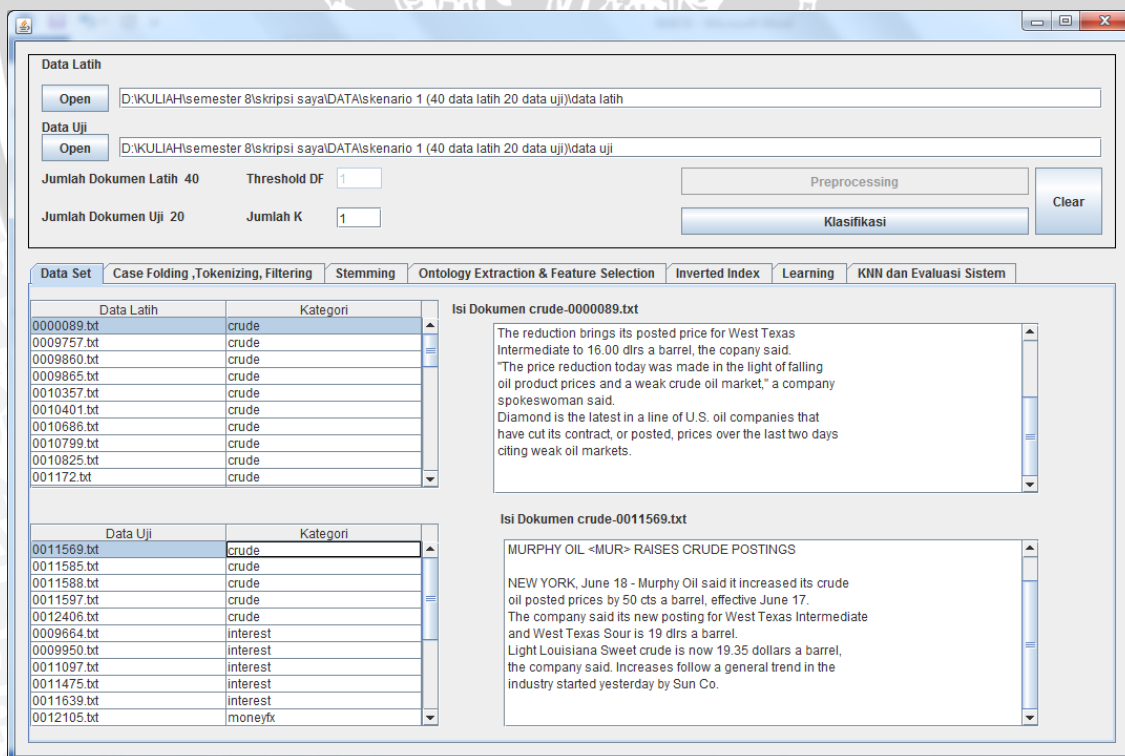 Data Latih
Open D:\KULIAH\semester 8\skripsi saya\DATA\skenario 1 (40 data latih 20 data uji)\data latih
Data Uji
Open D:\KULIAH\semester 8\skripsi saya\DATA\skenario 1 (40 data latih 20 data uji)\data uji
Jumlah Dokumen Latih 40 Threshold DF 1 Preprocessing
Clear
Jumlah Dokumen Uji 20 Jumlah K 1 Klasifikasi
Data Set Case Folding ,Tokenizing, Filtering Stemming Ontology Extraction & Feature Selection Inverted Index Learning KNN dan Evaluasi Sistem
Data Latih Kategori
0000089.txt crude
0009757.txt crude
0009860.txt crude
0009865.txt crude
0010357.txt crude
0010401.txt crude
0010686.txt crude
0010799.txt crude
0010825.txt crude
001172.txt crude
Isi Dokumen crude-0000089.txt
The reduction brings its posted price for West Texas
Intermediate to 16.00 dlrs a barrel, the copany said.
"The price reduction today was made in the light of falling
oil product prices and a weak crude oil market," a company
spokeswoman said.
Diamond is the latest in a line of U.S. oil companies that
have cut its contract, or posted, prices over the last two days
citing weak oil markets.
Data Uji Kategori
0011569.txt crude
0011585.txt crude
0011588.txt crude
0011597.txt crude
0012406.txt crude
0009664.txt interest
0009950.txt interest
0011097.txt interest
0011475.txt interest
0011639.txt interest
0012105.txt moneyfx
Isi Dokumen crude-0011569.txt
MURPHY OIL <MUR> RAISES CRUDE POSTINGS
NEW YORK, June 18 - Murphy Oil said it increased its crude
oil posted prices by 50 cts a barrel, effective June 17.
The company said its new posting for West Texas Intermediate
and West Texas Sour is 19 dlrs a barrel.
Light Louisiana Sweet crude is now 19.35 dollars a barrel,
the company said. Increases follow a general trend in the
industry started yesterday by Sun Co.